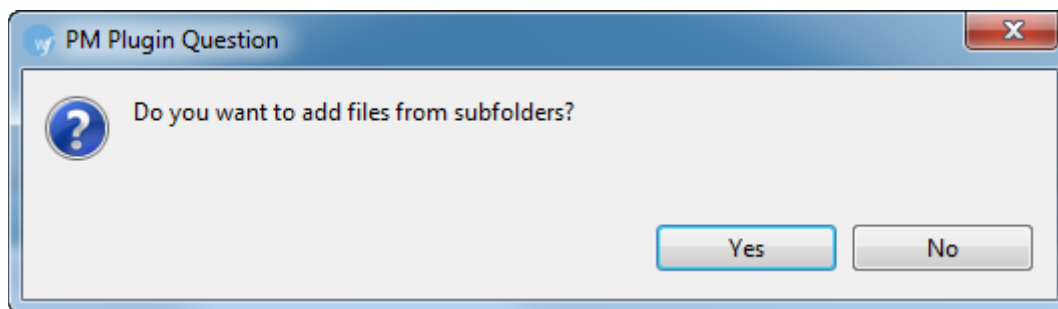 PM Plugin Question
Do you want to add files from subfolders?
Yes
No